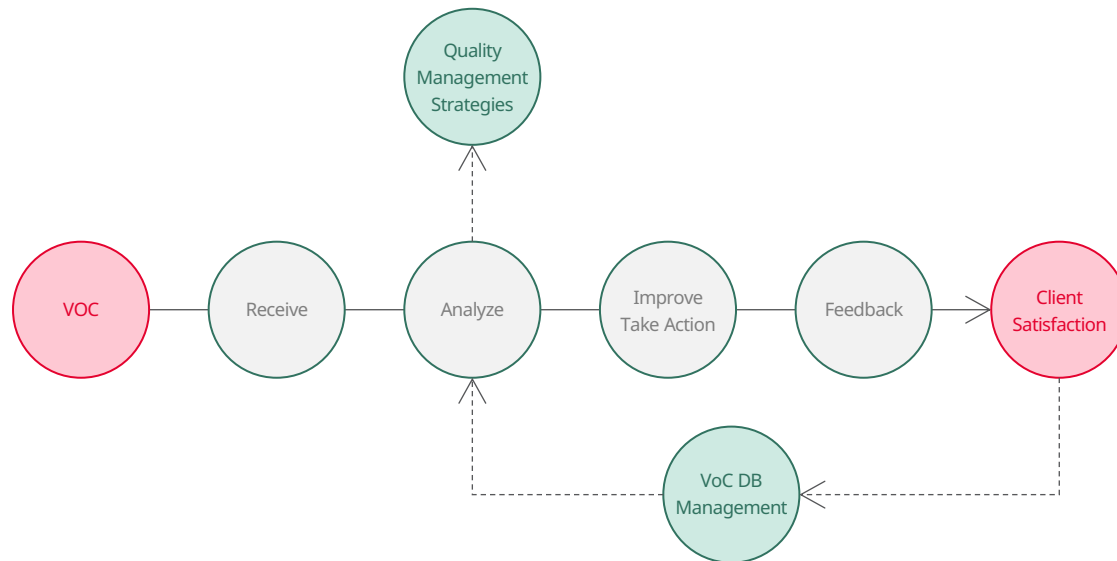 Quality
Management
Strategies
VOC
Receive
Analyze
Improve
Take Action
Feedback
Client
Satisfaction
VoC DB
Management